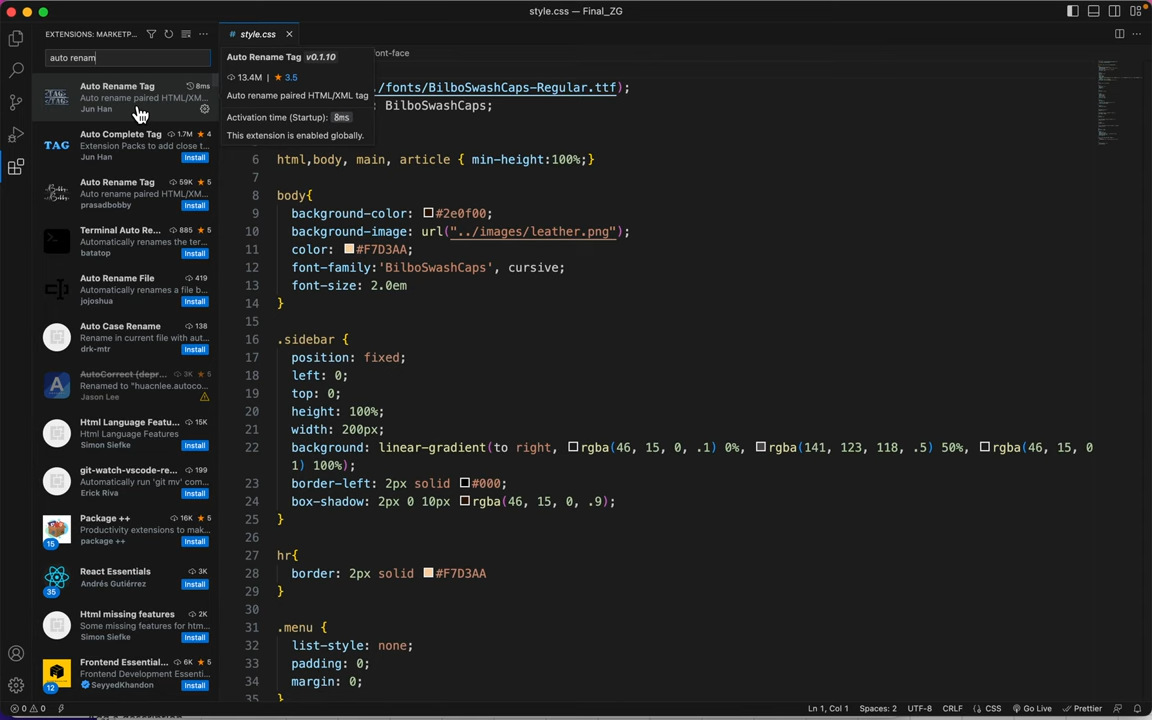 style.css — Final_ZG
EXTENSIONS: MARKETP...
# style.css
auto renam
Auto Rename Tag
8ms
Auto rename paired HTML/XM...
Jun Han
Auto Complete Tag 1.7M ★ 4
Extension Packs to add close t...
Jun Han
Install
Auto Rename Tag 59K ★ 5
Auto rename paired HTML/XM...
prasadbobby
Install
Terminal Auto Re... 885 ★ 5
Automatically renames the ter...
batatop
Install
Auto Rename File 419
Automatically renames a file b...
jojoshua
Install
Auto Case Rename 138
Rename in current file with aut...
drk-mtr
Install
AutoCorrect (depr... 3K ★ 5
Renamed to "huacnlee.autoco...
Jason Lee
Html Language Featu... 15K
Html Language Features
Simon Siefke
Install
git-watch-vscode-re... 199
Automatically run 'git mv' com...
Erick Riva
Install
Package ++ 16K ★ 5
Productivity extensions to mak...
package ++
Install
15
React Essentials 3K
Andrés Gutiérrez
Install
35
Html missing features 2K
Some missing features for htm...
Simon Siefke
Install
Frontend Essential... 6K ★ 5
Frontend Development Essenti...
SeyyedKhandon
Install
12
Auto Rename Tag v0.1.10
13.4M | ★ 3.5
Auto rename paired HTML/XML tag
Activation time (Startup): 8ms
This extension is enabled globally.
ont-face
/fonts/BilboSwashCaps-Regular.ttf);
: BilboSwashCaps;
6 html,body, main, article { min-height:100%;}
7
8 body{
9 background-color: #2e0f00;
10 background-image: url("../images/leather.png");
11 color: #F7D3AA;
12 font-family:'BilboSwashCaps', cursive;
13 font-size: 2.0em
14 }
15
16 .sidebar {
17 position: fixed;
18 left: 0;
19 top: 0;
20 height: 100%;
21 width: 200px;
22 background: linear-gradient(to right, rgba(46, 15, 0, .1) 0%, rgba(141, 123, 118, .5) 50%, rgba(46, 15, 0
1) 100%);
23 border-left: 2px solid #000;
24 box-shadow: 2px 0 10px rgba(46, 15, 0, .9);
25 }
26
27 hr{
28 border: 2px solid #F7D3AA
29 }
30
31 .menu {
32 list-style: none;
33 padding: 0;
34 margin: 0;
35 }
0 0
Ln 1, Col 1 Spaces: 2 UTF-8 CRLF CSS Go Live Prettier